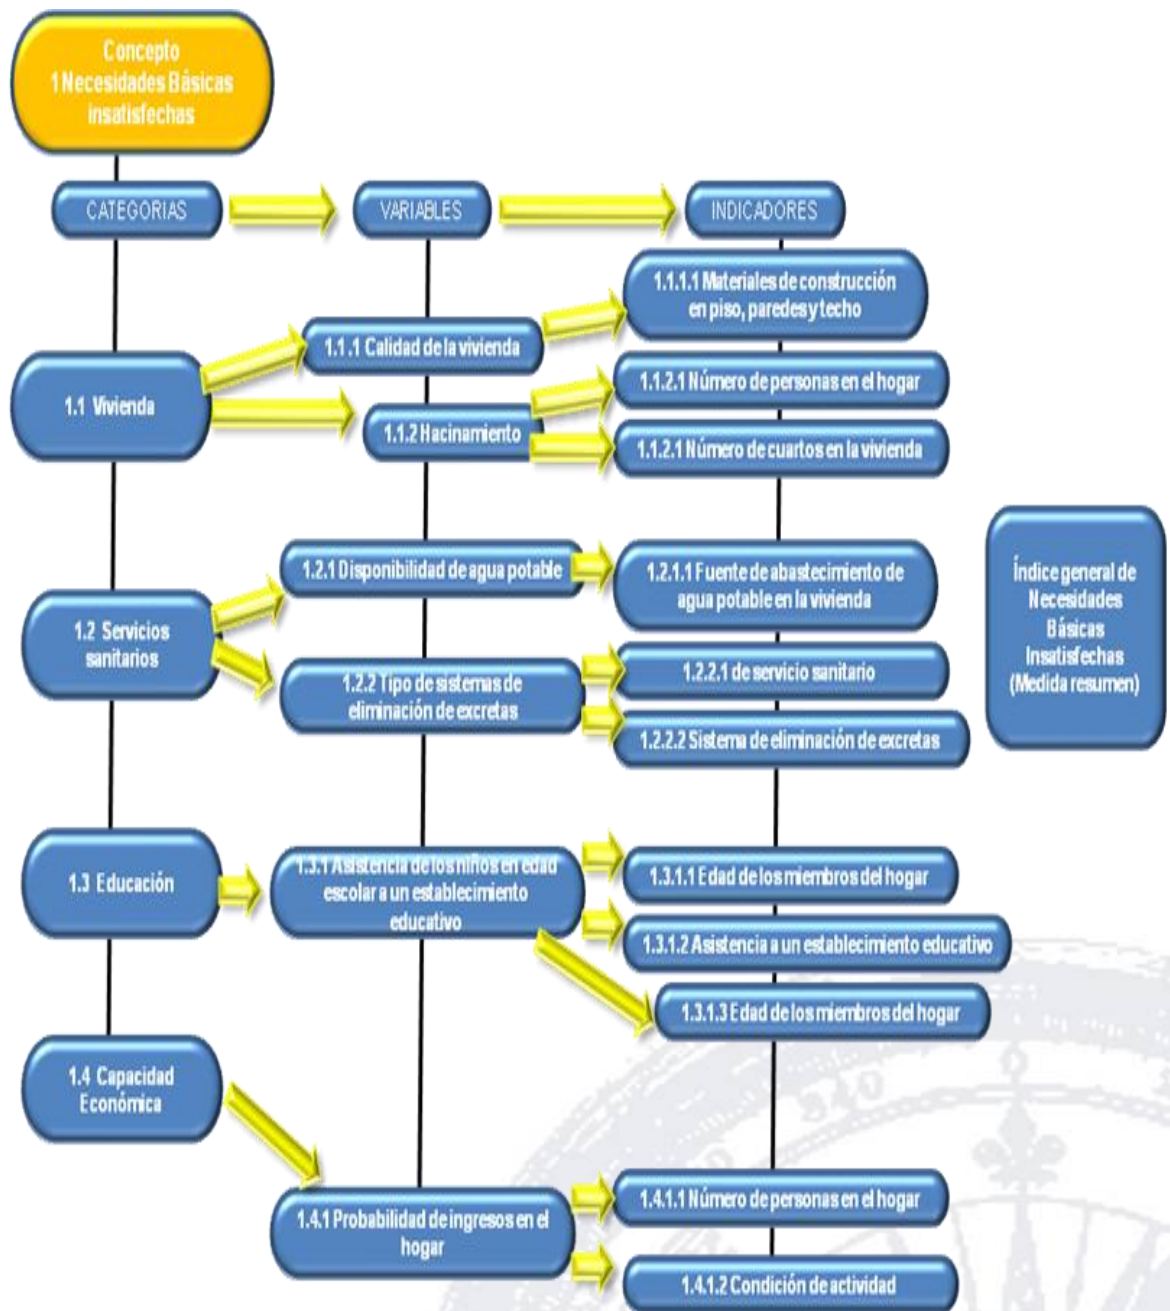 Concepto
1 Necesidades Básicas
insatisfechas
CATEGORIAS
VARIABLES
INDICADORES
1.1 Vivienda
1.1.1 Calidad de la vivienda
1.1.1.1 Materiales de construcción
en piso, paredes y techo
1.1.2 Hacinamiento
1.1.2.1 Número de personas en el hogar
1.1.2.1 Número de cuartos en la vivienda
1.2 Servicios
sanitarios
1.2.1 Disponibilidad de agua potable
1.2.1.1 Fuente de abastecimiento de
agua potable en la vivienda
1.2.2 Tipo de sistemas de
eliminación de excretas
1.2.2.1 de servicio sanitario
1.2.2.2 Sistema de eliminación de excretas
1.3 Educación
1.3.1 Asistencia de los niños en edad
escolar a un establecimiento
educativo
1.3.1.1 Edad de los miembros del hogar
1.3.1.2 Asistencia a un establecimiento educativo
1.3.1.3 Edad de los miembros del hogar
1.4 Capacidad
Económica
1.4.1 Probabilidad de ingresos en el
hogar
1.4.1.1 Número de personas en el hogar
1.4.1.2 Condición de actividad
Índice general de
Necesidades
Básicas
Insatisfechas
(Medida resumen)